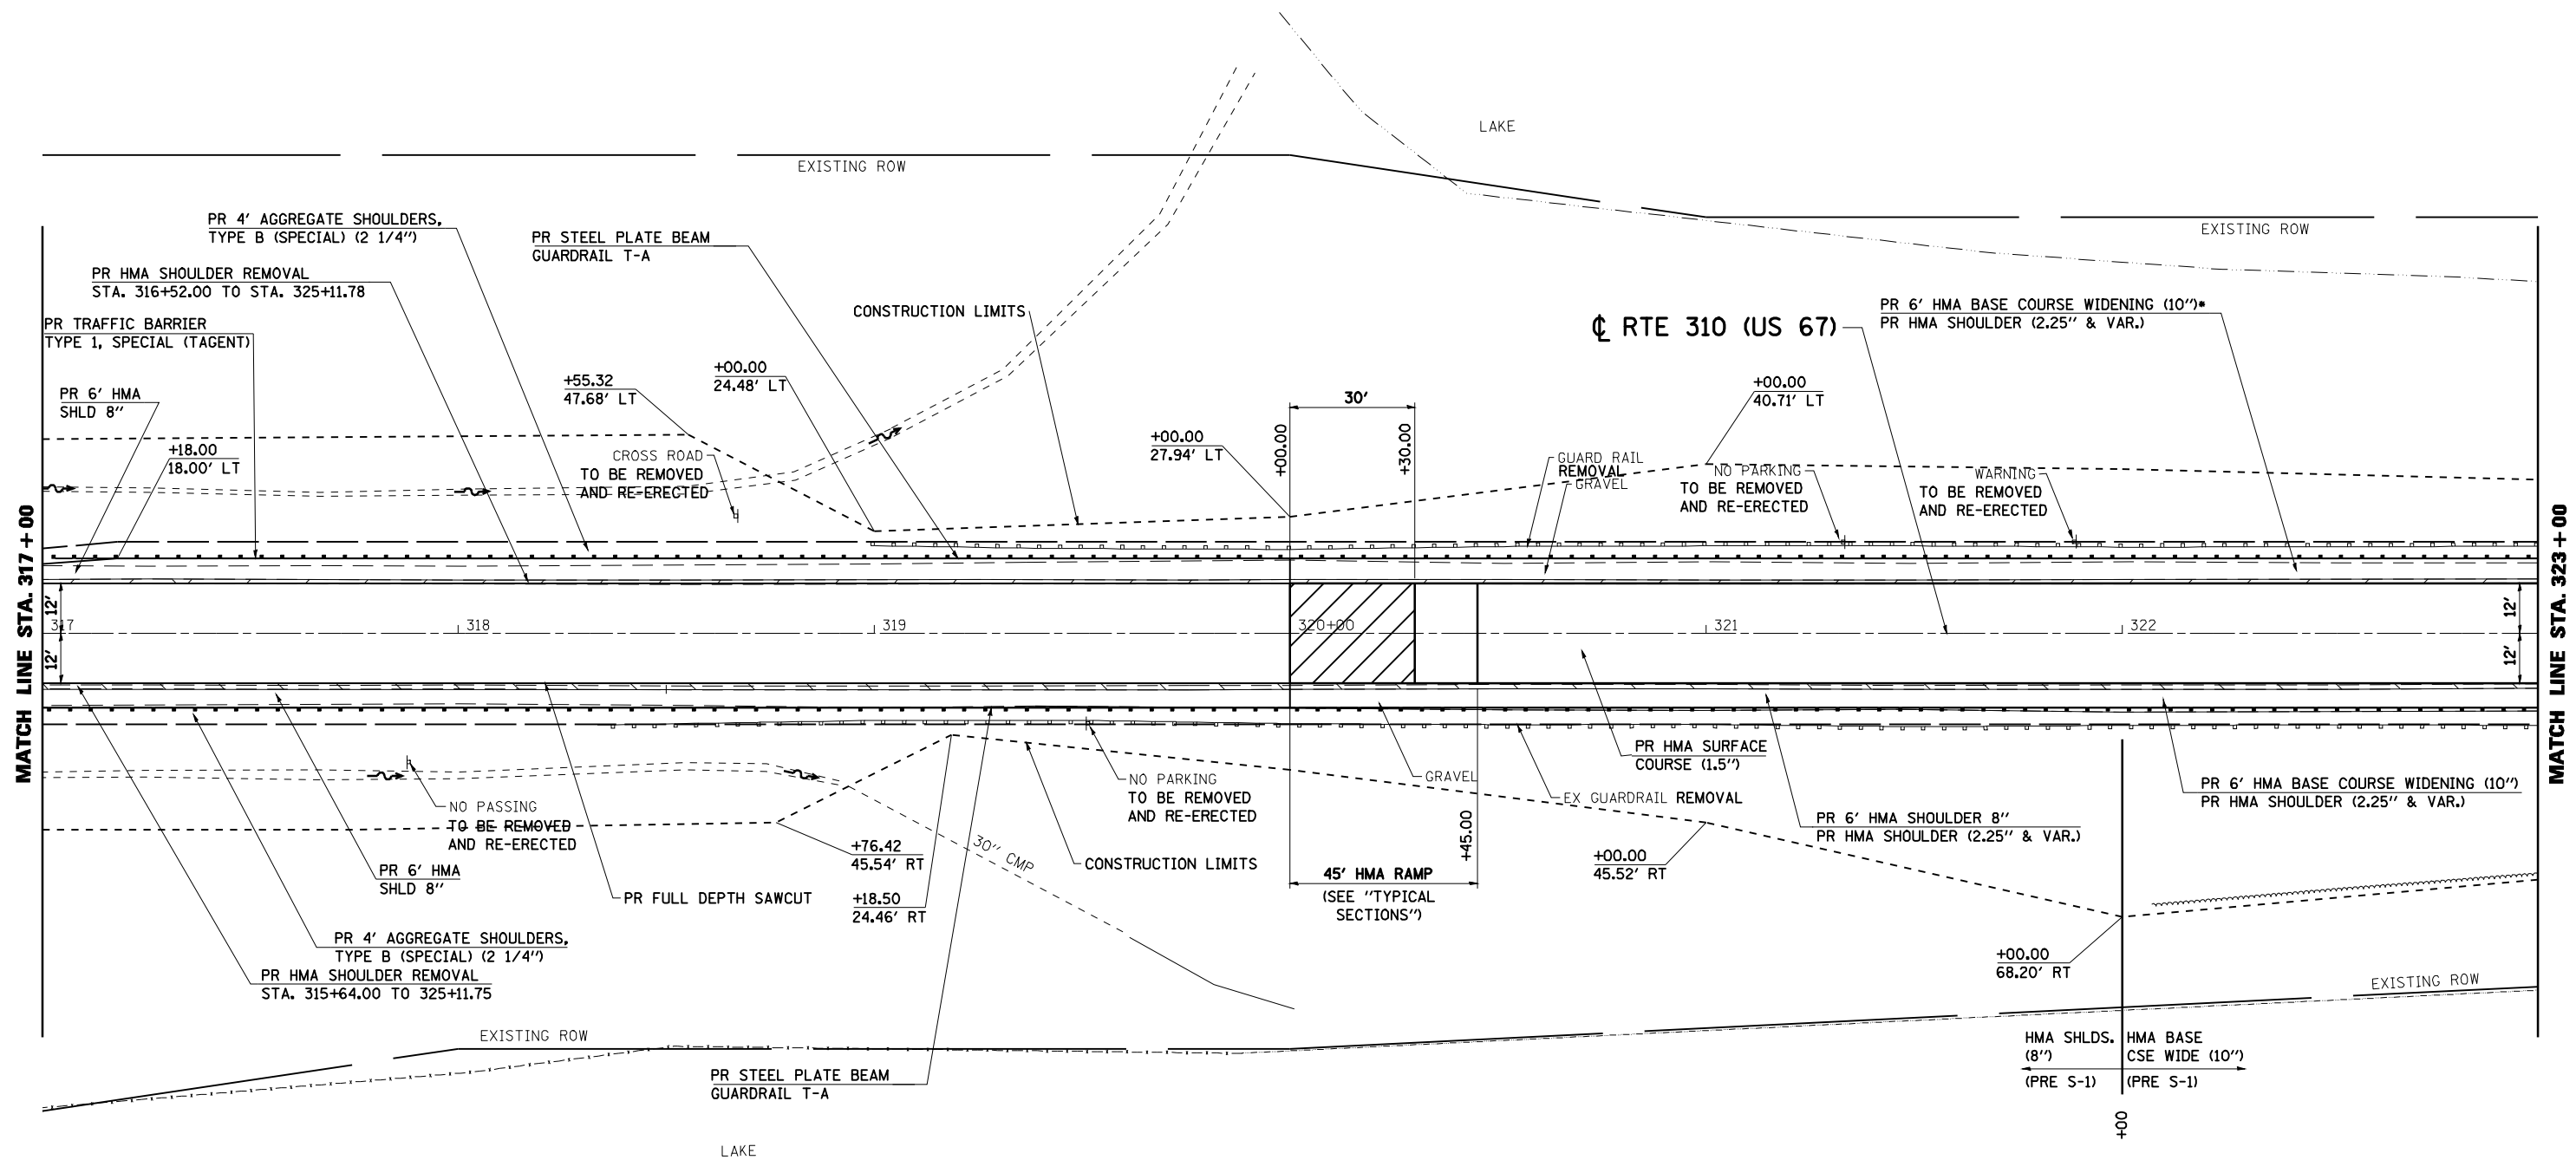 LAKE
EXISTING ROW
PR 4' AGGREGATE SHOULDERS,
TYPE B (SPECIAL) (2 1/4")
PR STEEL PLATE BEAM
GUARDRAIL T-A
EXISTING ROW
PR HMA SHOULDER REMOVAL
STA. 316+52.00 TO STA. 325+11.78
CONSTRUCTION LIMITS
PR 6' HMA BASE COURSE WIDENING (10")*
PR HMA SHOULDER (2.25" & VAR.)
PR TRAFFIC BARRIER
TYPE 1, SPECIAL (TAGENT)
℄ RTE 310 (US 67)
PR 6' HMA
SHLD 8"
+55.32
47.68' LT
+00.00
24.48' LT
30'
+00.00
40.71' LT
+18.00
18.00' LT
CROSS ROAD
TO BE REMOVED
AND RE-ERECTED
+00.00
27.94' LT
+00.00
+30.00
GUARD RAIL
REMOVAL
GRAVEL
NO PARKING
TO BE REMOVED
AND RE-ERECTED
WARNING
TO BE REMOVED
AND RE-ERECTED
MATCH LINE STA. 317+00
MATCH LINE STA. 323+00
12'
12'
317
318
319
320+00
321
322
12'
12'
NO PASSING
TO BE REMOVED
AND RE-ERECTED
NO PARKING
TO BE REMOVED
AND RE-ERECTED
GRAVEL
PR HMA SURFACE
COURSE (1.5")
EX GUARDRAIL REMOVAL
PR 6' HMA BASE COURSE WIDENING (10")
PR HMA SHOULDER (2.25" & VAR.)
PR 6' HMA SHOULDER 8"
PR HMA SHOULDER (2.25" & VAR.)
+76.42
45.54' RT
30" CMP
CONSTRUCTION LIMITS
+45.00
+00.00
45.52' RT
PR 6' HMA
SHLD 8"
PR FULL DEPTH SAWCUT
+18.50
24.46' RT
45' HMA RAMP
(SEE "TYPICAL
SECTIONS")
PR 4' AGGREGATE SHOULDERS,
TYPE B (SPECIAL) (2 1/4")
PR HMA SHOULDER REMOVAL
STA. 315+64.00 TO 325+11.75
+00.00
68.20' RT
EXISTING ROW
EXISTING ROW
HMA SHLDS.
(8")
(PRE S-1)
HMA BASE
CSE WIDE (10")
(PRE S-1)
+00
PR STEEL PLATE BEAM
GUARDRAIL T-A
LAKE